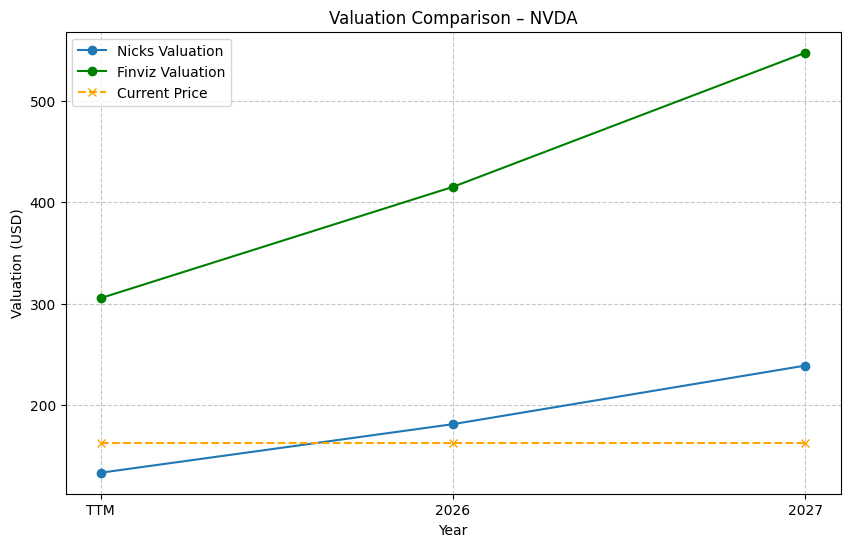 Valuation Comparison – NVDA
Nicks Valuation
Finviz Valuation
Current Price
Valuation (USD)
500
400
300
200
TTM
2026
2027
Year